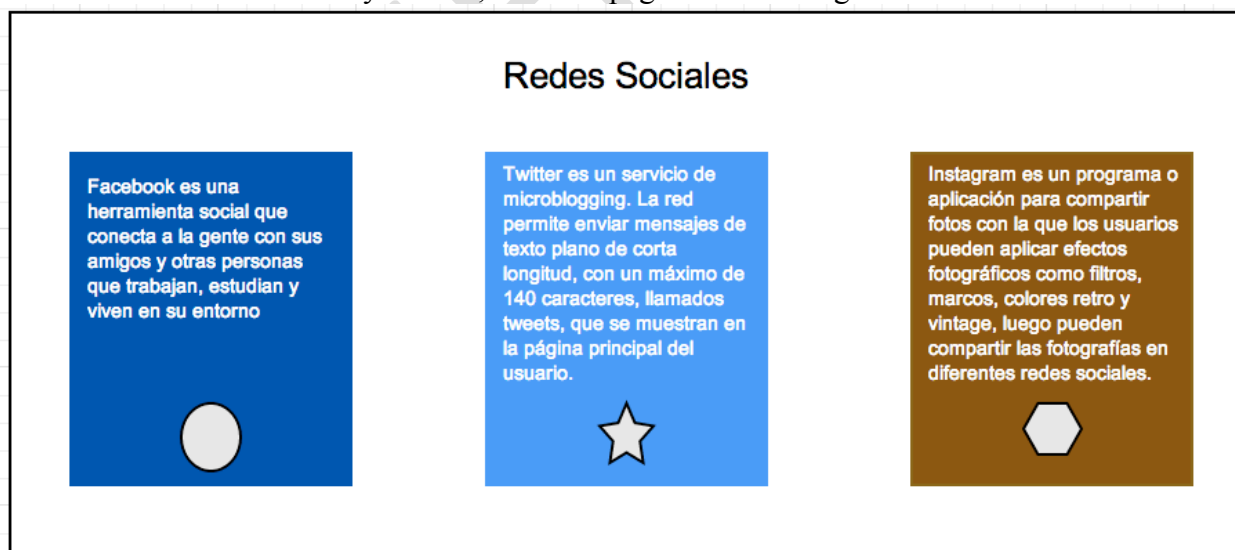 Redes Sociales
Facebook es una
herramienta social que
conecta a la gente con sus
amigos y otras personas
que trabajan, estudian y
viven en su entorno
Twitter es un servicio de
microblogging. La red
permite enviar mensajes de
texto plano de corta
longitud, con un máximo de
140 caracteres, llamados
tweets, que se muestran en
la página principal del
usuario.
Instagram es un programa o
aplicación para compartir
fotos con la que los usuarios
pueden aplicar efectos
fotográficos como filtros,
marcos, colores retro y
vintage, luego pueden
compartir las fotografías en
diferentes redes sociales.